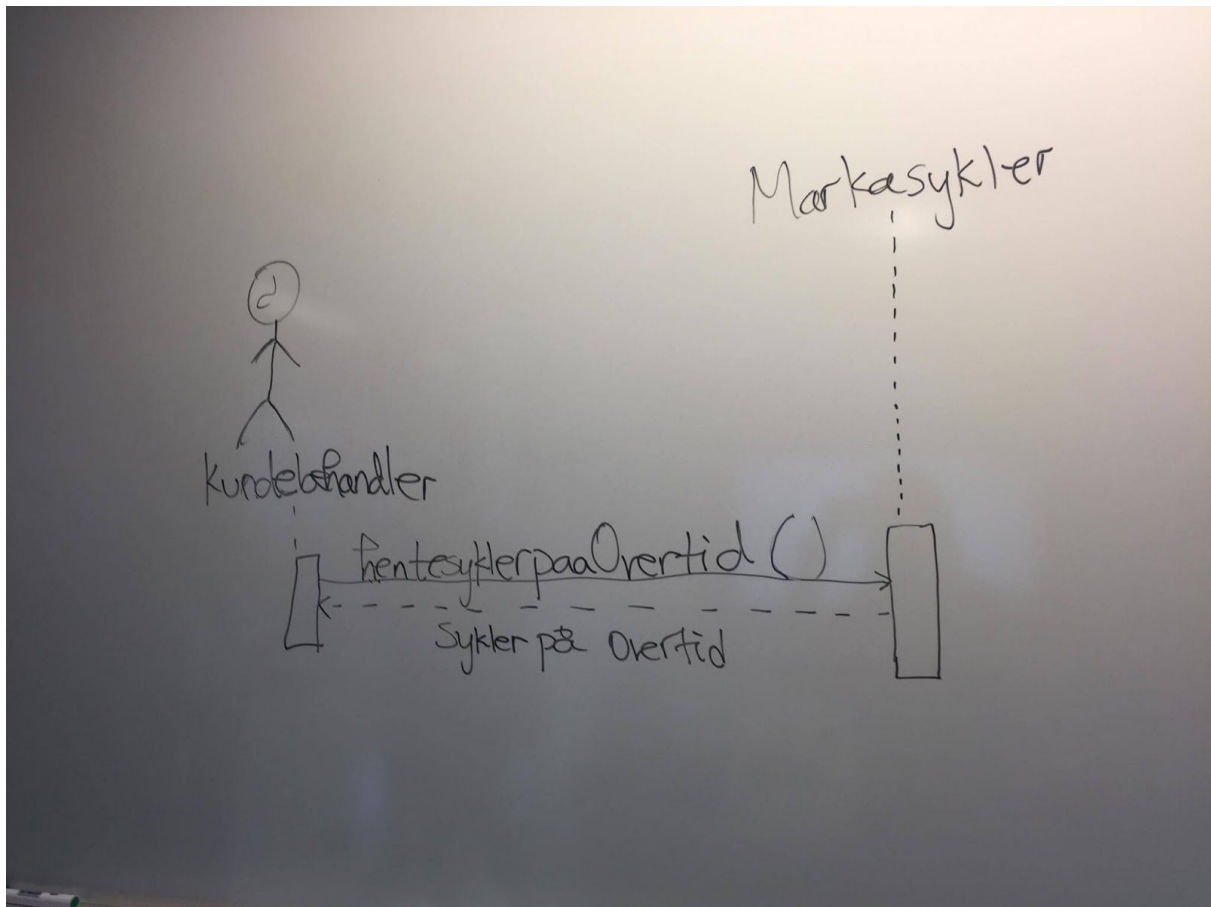 Markasykler
Kundebehandler
hentesyklerpaaOvertid ()
Sykler på Overtid